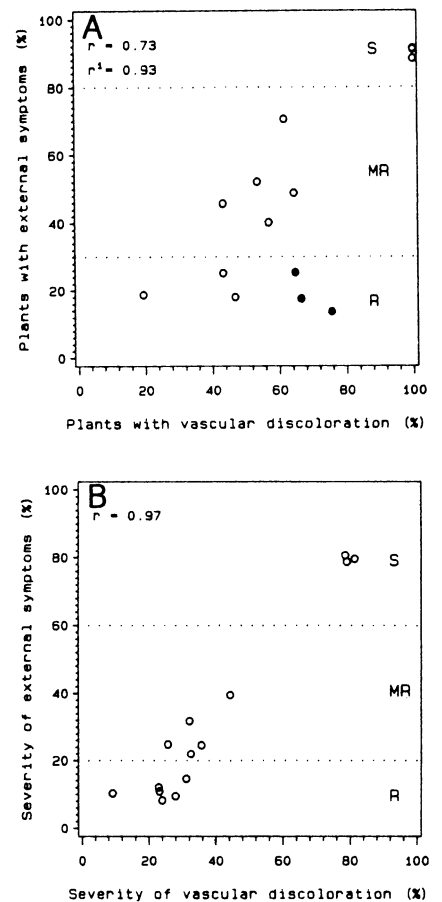 A
r = 0.73
r¹= 0.93
S
MR
R
Plants with external symptoms (%)
100
80
60
40
20
0
0 20 40 60 80 100
Plants with vascular discoloration (%)
B
r = 0.97
S
MR
R
Severity of external symptoms (%)
100
80
60
40
20
0
0 20 40 60 80 100
Severity of vascular discoloration (%)